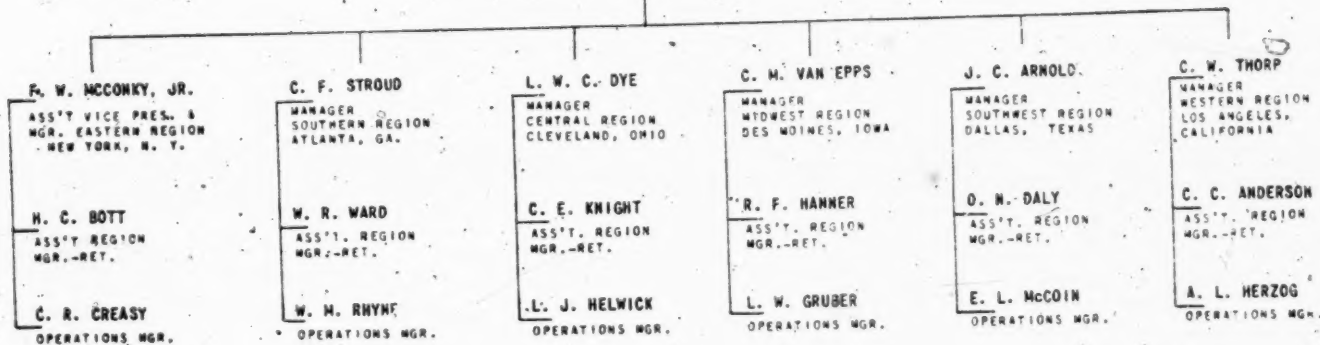 F. W. MCCONKY, JR.
ASS'T VICE PRES. &
MGR. EASTERN REGION
NEW YORK, N. Y.
H. C. BOTT
ASS'T REGION
MGR.-RET.
C. R. CREASY
OPERATIONS MGR.
C. F. STROUD
MANAGER
SOUTHERN REGION
ATLANTA, GA.
W. R. WARD
ASS'T. REGION
MGR.-RET.
W. M. RHYNE
OPERATIONS MGR.
L. W. C. DYE
MANAGER
CENTRAL REGION
CLEVELAND, OHIO
C. E. KNIGHT
ASS'T. REGION
MGR.-RET.
L. J. HELWICK
OPERATIONS MGR.
C. M. VAN EPPS
MANAGER
MIDWEST REGION
DES MOINES, IOWA
R. F. HANNER
ASS'T. REGION
MGR.-RET.
L. W. GRUBER
OPERATIONS MGR.
J. C. ARNOLD
MANAGER
SOUTHWEST REGION
DALLAS, TEXAS
O. N. DALY
ASS'T. REGION
MGR.-RET.
E. L. McCOIN
OPERATIONS MGR.
C. W. THORP
MANAGER
WESTERN REGION
LOS ANGELES,
CALIFORNIA
C. C. ANDERSON
ASS'T. REGION
MGR.-RET.
A. L. HERZOG
OPERATIONS MGR.